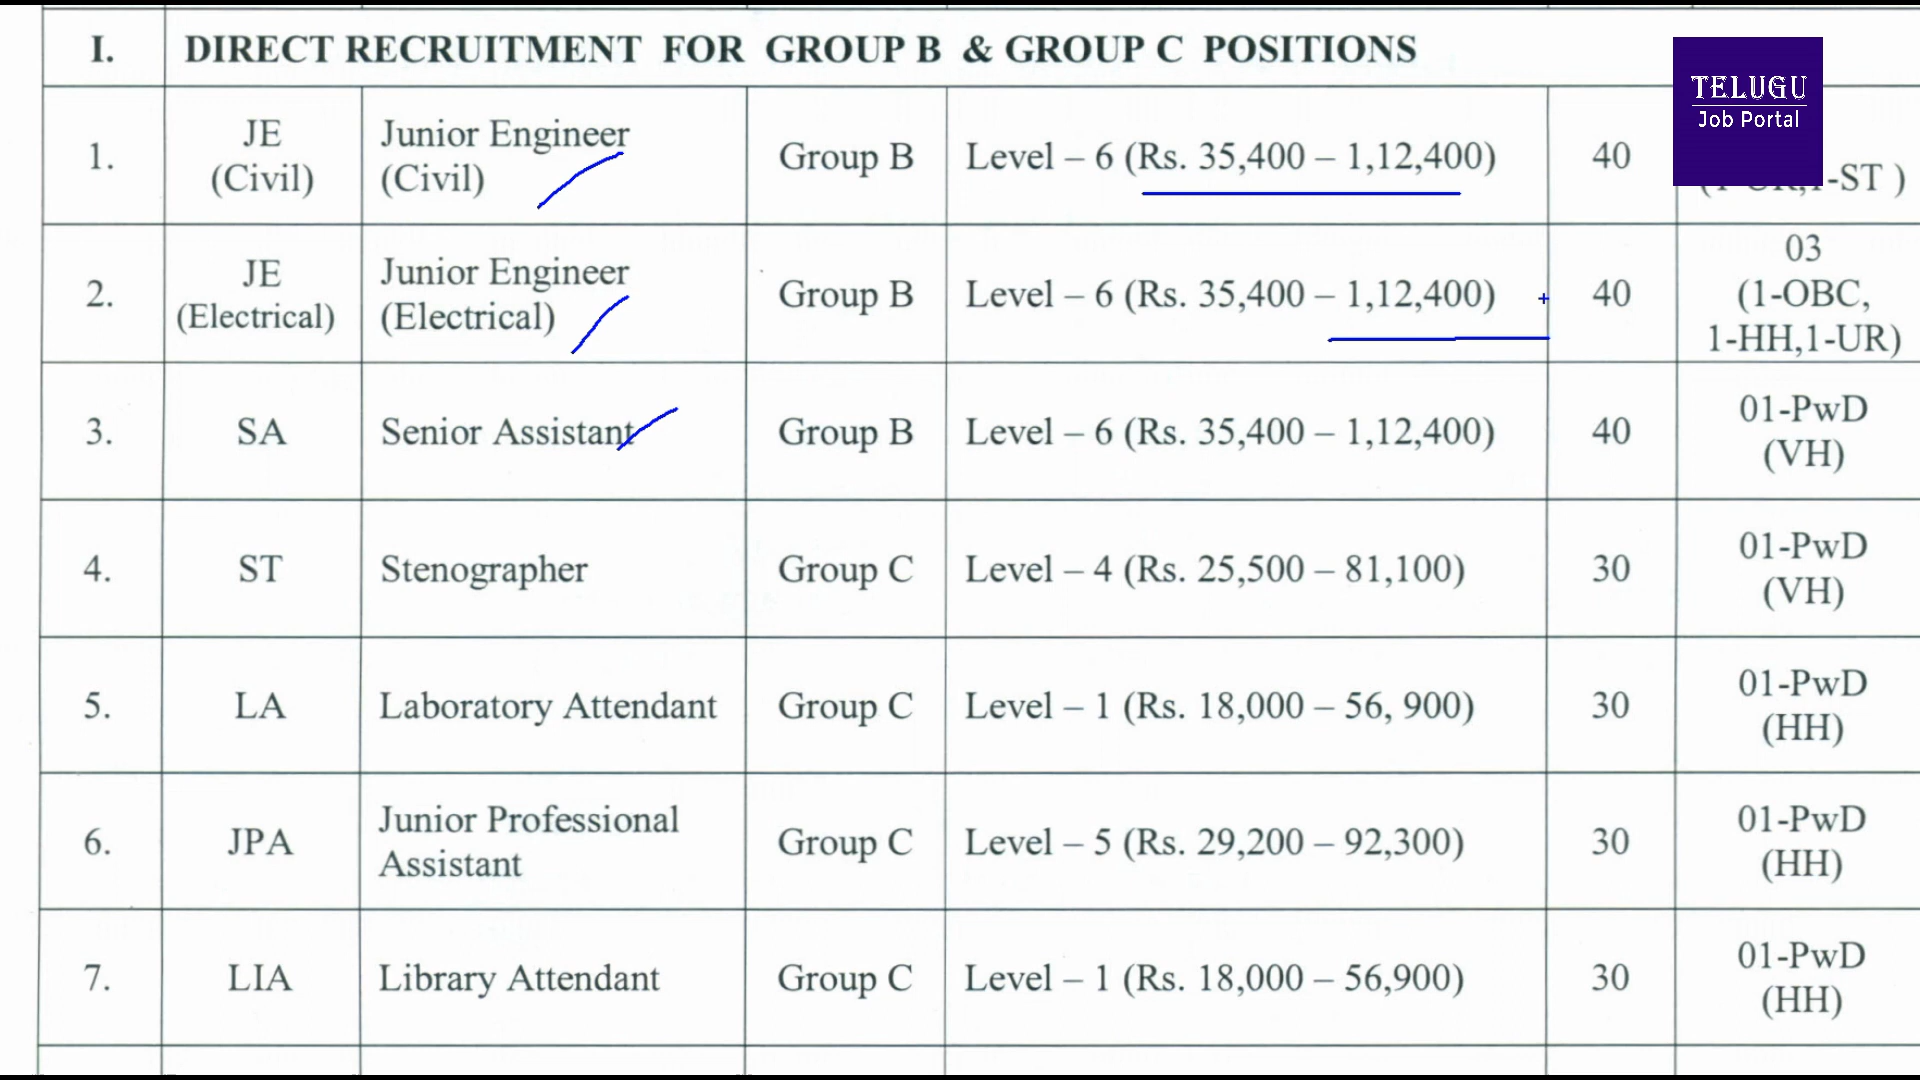 I. DIRECT RECRUITMENT FOR GROUP B & GROUP C POSITIONS
TELUGU
Job Portal
1. JE (Civil) Junior Engineer (Civil) Group B Level – 6 (Rs. 35,400 – 1,12,400) 40 -ST )
2. JE (Electrical) Junior Engineer (Electrical) Group B Level – 6 (Rs. 35,400 – 1,12,400) 40 03 (1-OBC, 1-HH,1-UR)
3. SA Senior Assistant Group B Level – 6 (Rs. 35,400 – 1,12,400) 40 01-PwD (VH)
4. ST Stenographer Group C Level – 4 (Rs. 25,500 – 81,100) 30 01-PwD (VH)
5. LA Laboratory Attendant Group C Level – 1 (Rs. 18,000 – 56, 900) 30 01-PwD (HH)
6. JPA Junior Professional Assistant Group C Level – 5 (Rs. 29,200 – 92,300) 30 01-PwD (HH)
7. LIA Library Attendant Group C Level – 1 (Rs. 18,000 – 56,900) 30 01-PwD (HH)